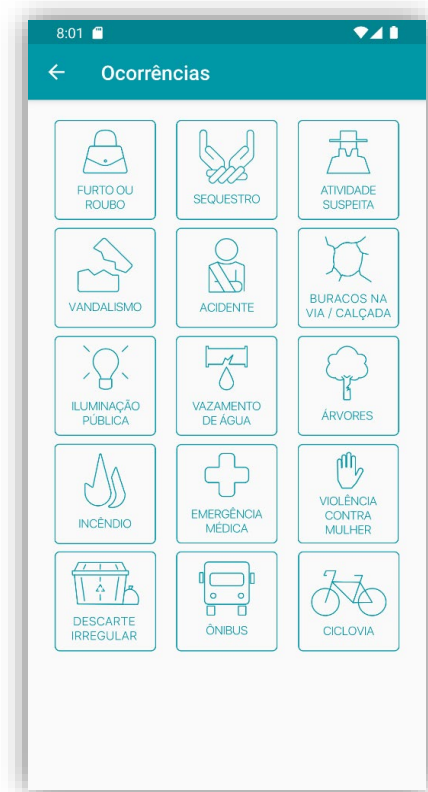 8:01
Ocorrências
FURTO OU
ROUBO
SEQUESTRO
ATIVIDADE
SUSPEITA
VANDALISMO
ACIDENTE
BURACOS NA
VIA / CALÇADA
ILUMINAÇÃO
PÚBLICA
VAZAMENTO
DE ÁGUA
ÁRVORES
INCÊNDIO
EMERGÊNCIA
MÉDICA
VIOLÊNCIA
CONTRA
MULHER
DESCARTE
IRREGULAR
ÔNIBUS
CICLOVIA